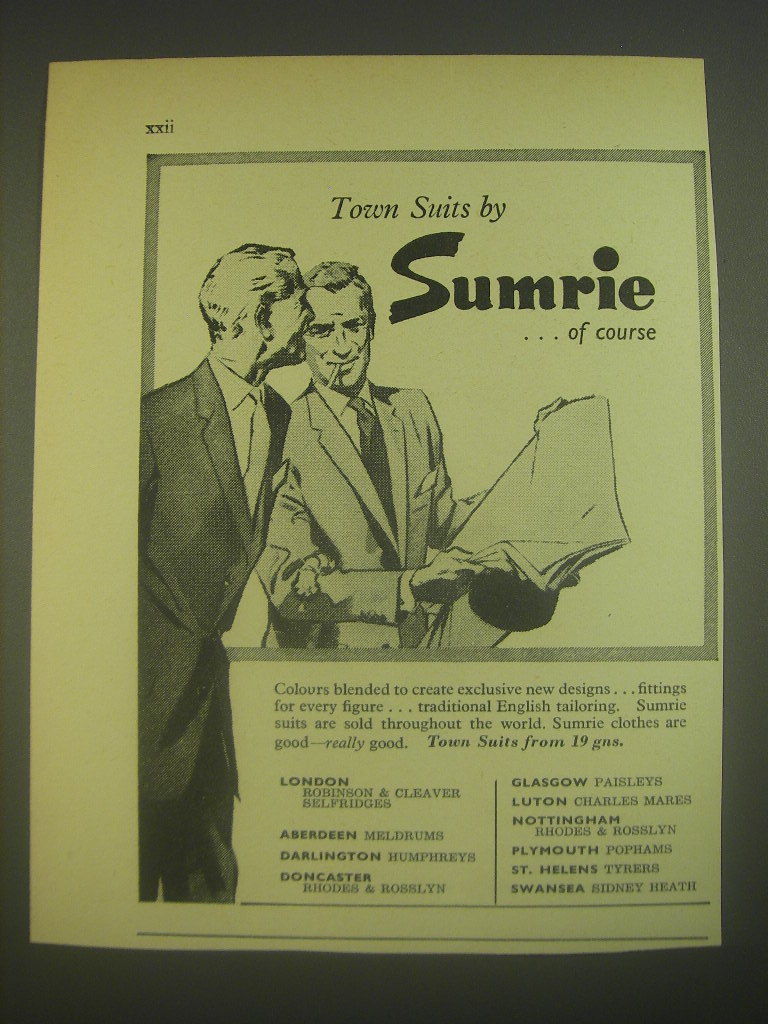 xxii
Town Suits by
Sumrie
. . . of course
Colours blended to create exclusive new designs . . . fittings
for every figure . . . traditional English tailoring. Sumrie
suits are sold throughout the world. Sumrie clothes are
good—really good. Town Suits from 19 gns.
LONDON
ROBINSON & CLEAVER
SELFRIDGES
ABERDEEN MELDRUMS
DARLINGTON HUMPHREYS
DONCASTER
RHODES & ROSSLYN
GLASGOW PAISLEYS
LUTON CHARLES MARES
NOTTINGHAM
RHODES & ROSSLYN
PLYMOUTH POPHAMS
ST. HELENS TYRERS
SWANSEA SIDNEY HEATH